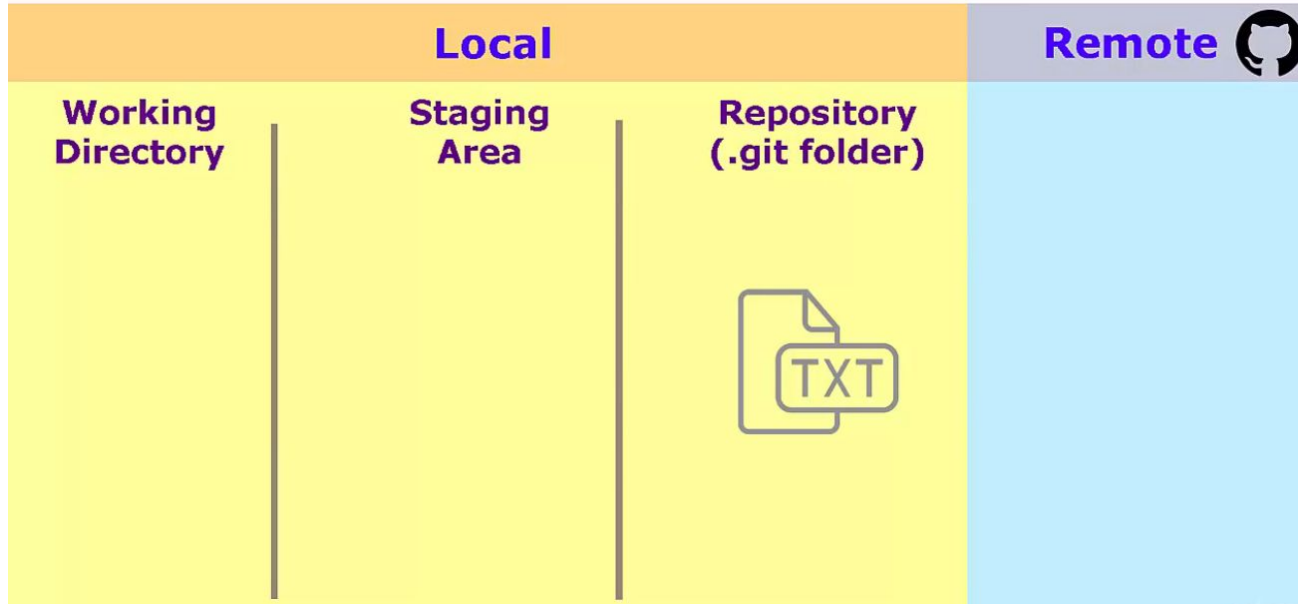 Local
Remote
Working
Directory
Staging
Area
Repository
(.git folder)
TXT